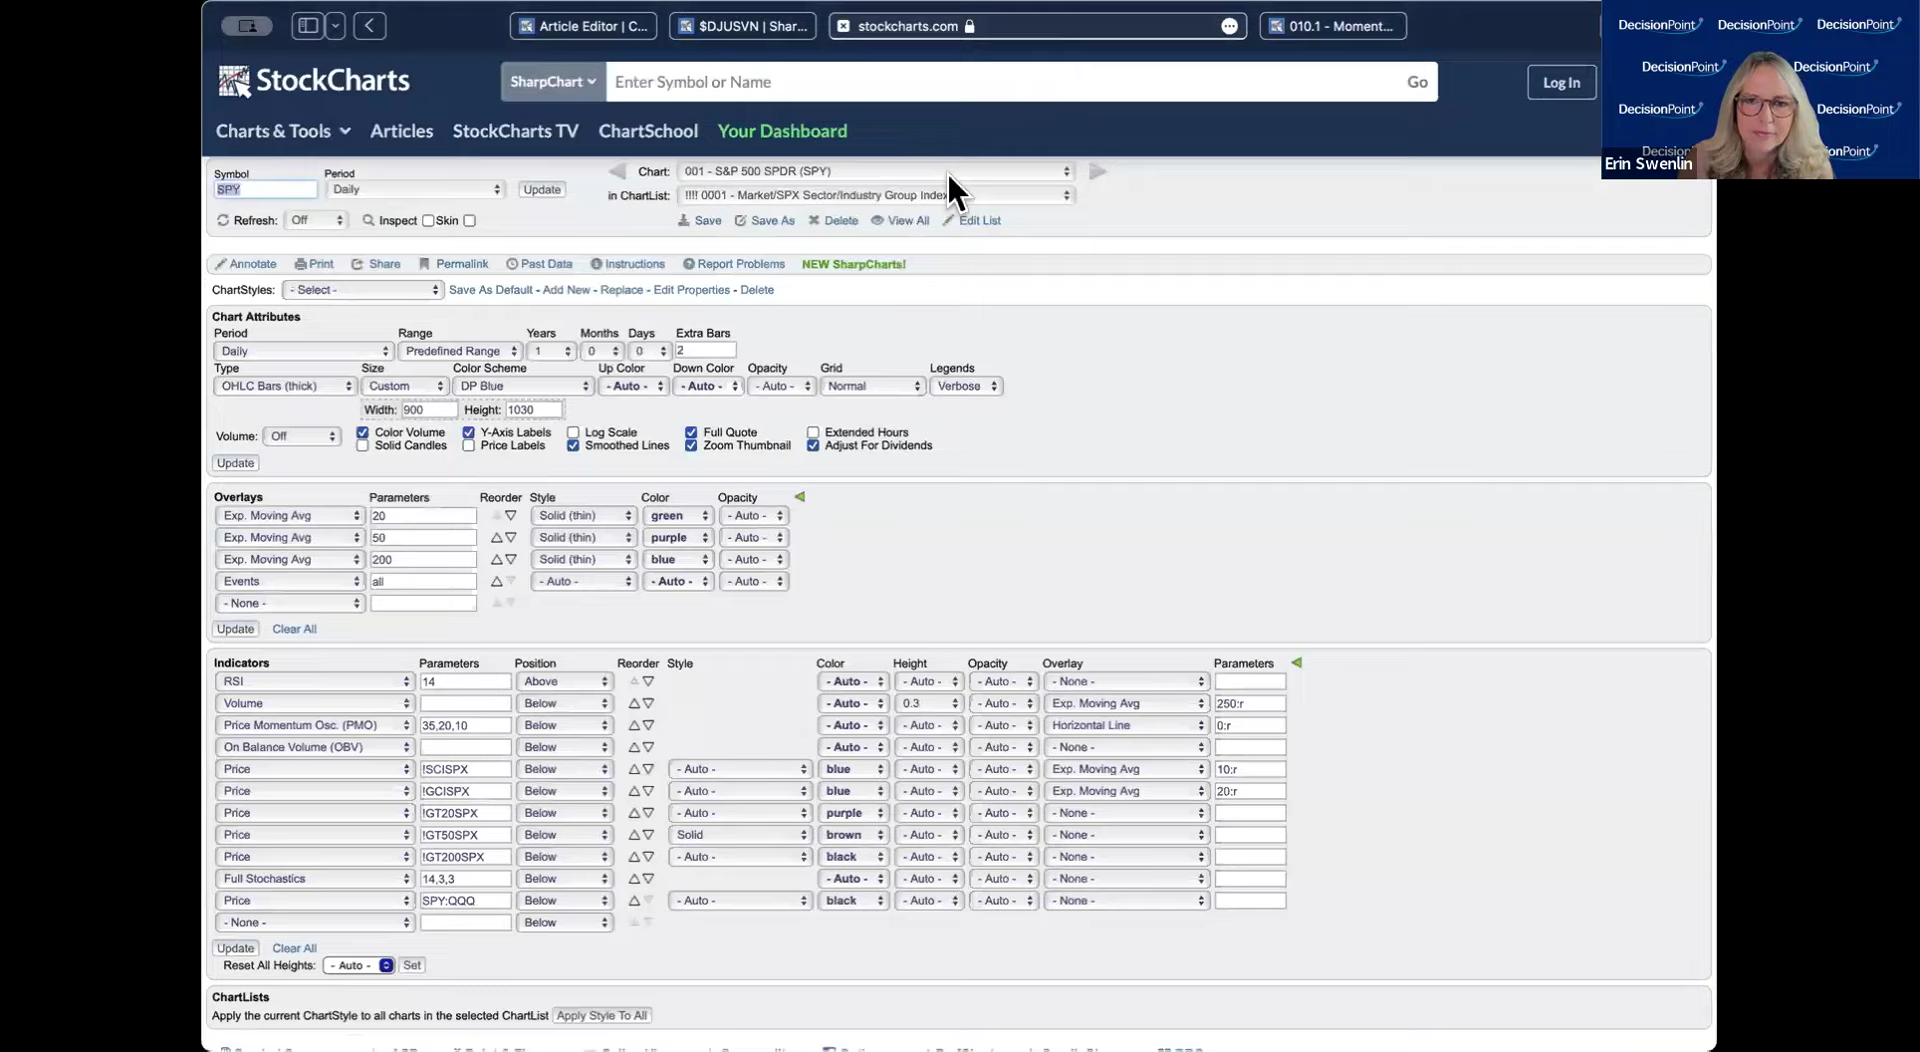 Article Editor | C...
$DJUSVN | Shar...
stockcharts.com
010.1 - Moment...
StockCharts
SharpChart
Enter Symbol or Name
Go
Log In
Charts & Tools
Articles
StockCharts TV
ChartSchool
Your Dashboard
DecisionPoint DecisionPoint DecisionPoint
DecisionPoint DecisionPoint
DecisionPoint DecisionPoint
Erin Swenlin
Symbol Period
SPY Daily Update
Chart: 001 - S&P 500 SPDR (SPY)
in ChartList: !!!! 0001 - Market/SPX Sector/Industry Group Index
Refresh: Off Inspect Skin
Save Save As Delete View All Edit List
Annotate Print Share Permalink Past Data Instructions Report Problems NEW SharpCharts!
ChartStyles: - Select - Save As Default - Add New - Replace - Edit Properties - Delete
Chart Attributes
Period Range Years Months Days Extra Bars
Daily Predefined Range 1 0 0 2
Type Size Color Scheme Up Color Down Color Opacity Grid Legends
OHLC Bars (thick) Custom DP Blue - Auto - - Auto - - Auto - Normal Verbose
Width: 900 Height: 1030
Volume: Off Color Volume Y-Axis Labels Log Scale Full Quote Extended Hours
Solid Candles Price Labels Smoothed Lines Zoom Thumbnail Adjust For Dividends
Update
Overlays Parameters Reorder Style Color Opacity
Exp. Moving Avg 20 Solid (thin) green - Auto -
Exp. Moving Avg 50 Solid (thin) purple - Auto -
Exp. Moving Avg 200 Solid (thin) blue - Auto -
Events all - Auto - - Auto - - Auto -
- None -
Update Clear All
Indicators Parameters Position Reorder Style Color Height Opacity Overlay Parameters
RSI 14 Above - Auto - - Auto - - Auto - - None -
Volume Below - Auto - 0.3 - Auto - Exp. Moving Avg 250:r
Price Momentum Osc. (PMO) 35,20,10 Below - Auto - - Auto - - Auto - Horizontal Line 0:r
On Balance Volume (OBV) Below - Auto - - Auto - - Auto - - None -
Price !SCISPX Below - Auto - blue - Auto - - Auto - Exp. Moving Avg 10:r
Price !GCISPX Below - Auto - blue - Auto - - Auto - Exp. Moving Avg 20:r
Price !GT20SPX Below - Auto - purple - Auto - - Auto - - None -
Price !GT50SPX Below Solid brown - Auto - - Auto - - None -
Price !GT200SPX Below - Auto - black - Auto - - Auto - - None -
Full Stochastics 14,3,3 Below - Auto - - Auto - - Auto - - None -
Price SPY:QQQ Below - Auto - black - Auto - - Auto - - None -
- None - Below
Update Clear All
Reset All Heights: - Auto - Set
ChartLists
Apply the current ChartStyle to all charts in the selected ChartList Apply Style To All